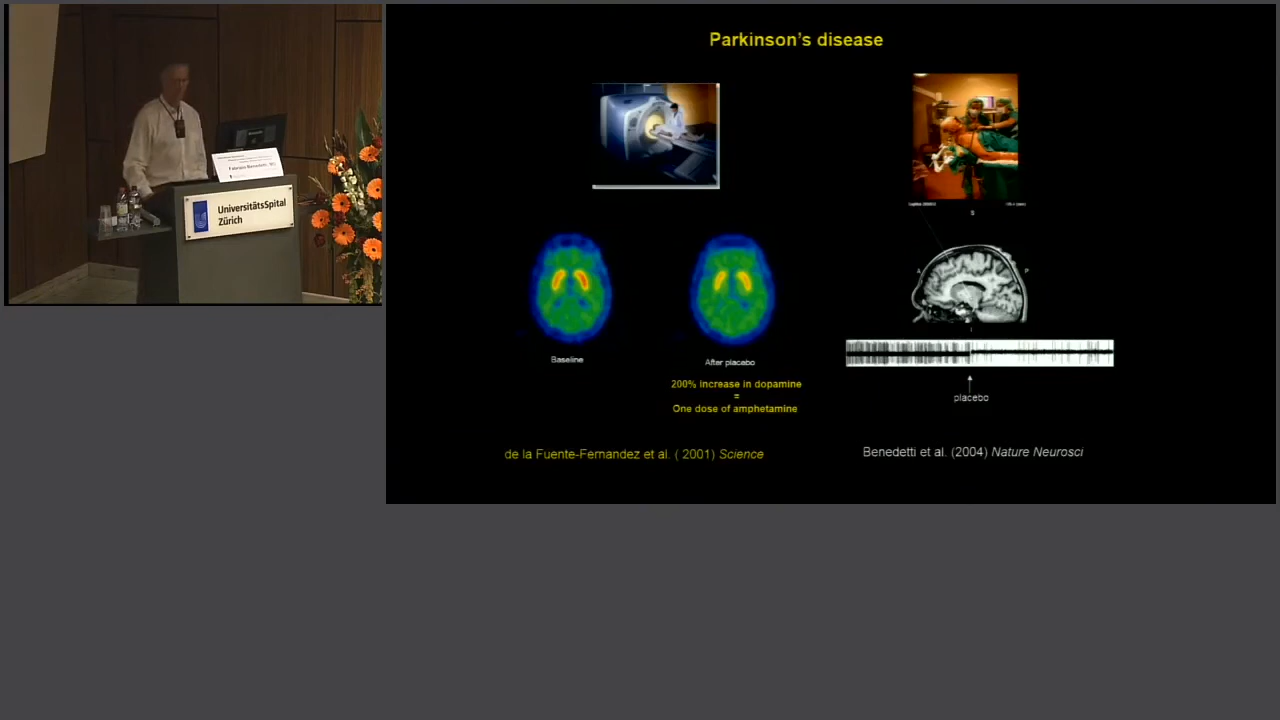 Parkinson's disease
UniversitätsSpital
Zürich
S
A
P
I
Baseline
After placebo
200% increase in dopamine
=
One dose of amphetamine
placebo
de la Fuente-Fernandez et al. ( 2001) Science
Benedetti et al. (2004) Nature Neurosci